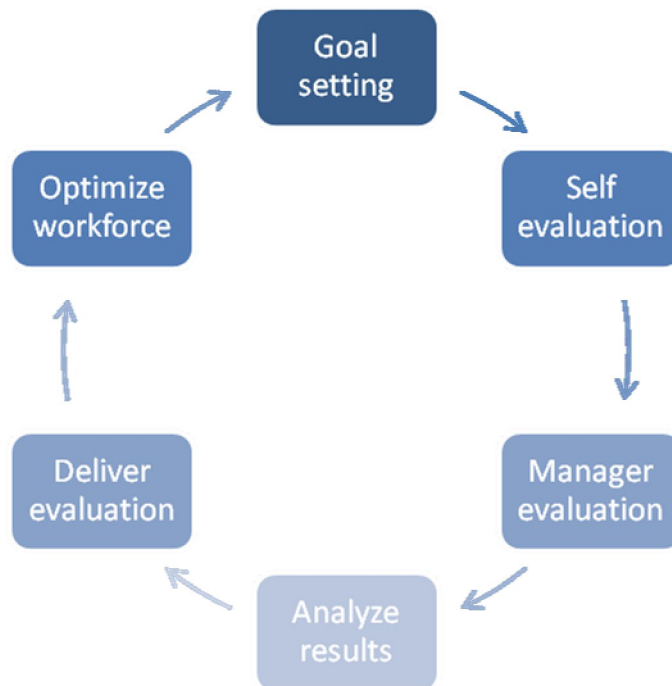 Goal
setting
Self
evaluation
Manager
evaluation
Analyze
results
Deliver
evaluation
Optimize
workforce